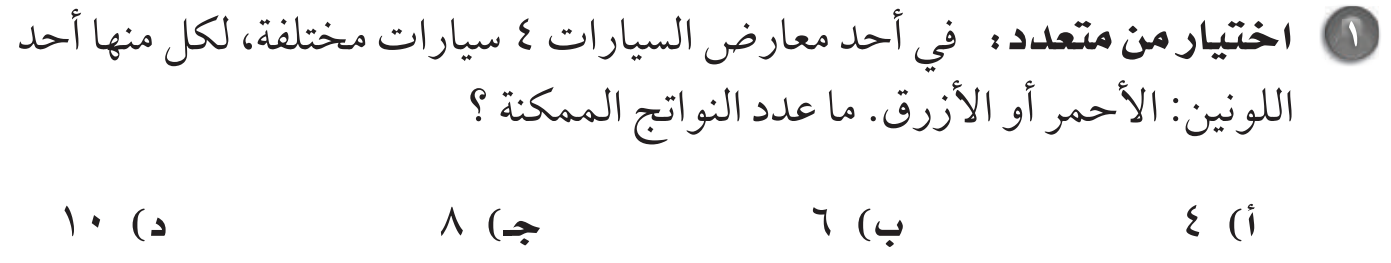 ١ اختيار من متعدد: في أحد معارض السيارات ٤ سيارات مختلفة، لكل منها أحد
اللونين: الأحمر أو الأزرق. ما عدد النواتج الممكنة ؟
أ) ٤ ب) ٦ جـ) ٨ د) ١٠